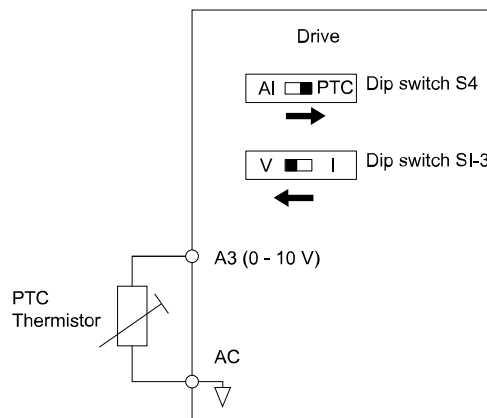 Drive
AI PTC Dip switch S4
V I Dip switch SI-3
A3 (0 - 10 V)
PTC
Thermistor
AC